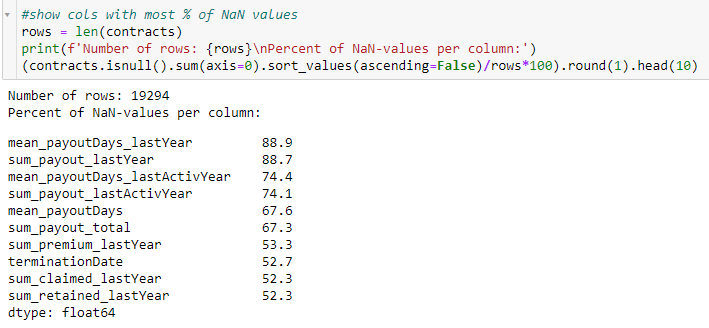 #show cols with most % of NaN values
rows = len(contracts)
print(f'Number of rows: {rows}\nPercent of NaN-values per column:')
(contracts.isnull().sum(axis=0).sort_values(ascending=False)/rows*100).round(1).head(10)
Number of rows: 19294
Percent of NaN-values per column:
mean_payoutDays_lastYear 88.9
sum_payout_lastYear 88.7
mean_payoutDays_lastActivYear 74.4
sum_payout_lastActivYear 74.1
mean_payoutDays 67.6
sum_payout_total 67.3
sum_premium_lastYear 53.3
terminationDate 52.7
sum_claimed_lastYear 52.3
sum_retained_lastYear 52.3
dtype: float64